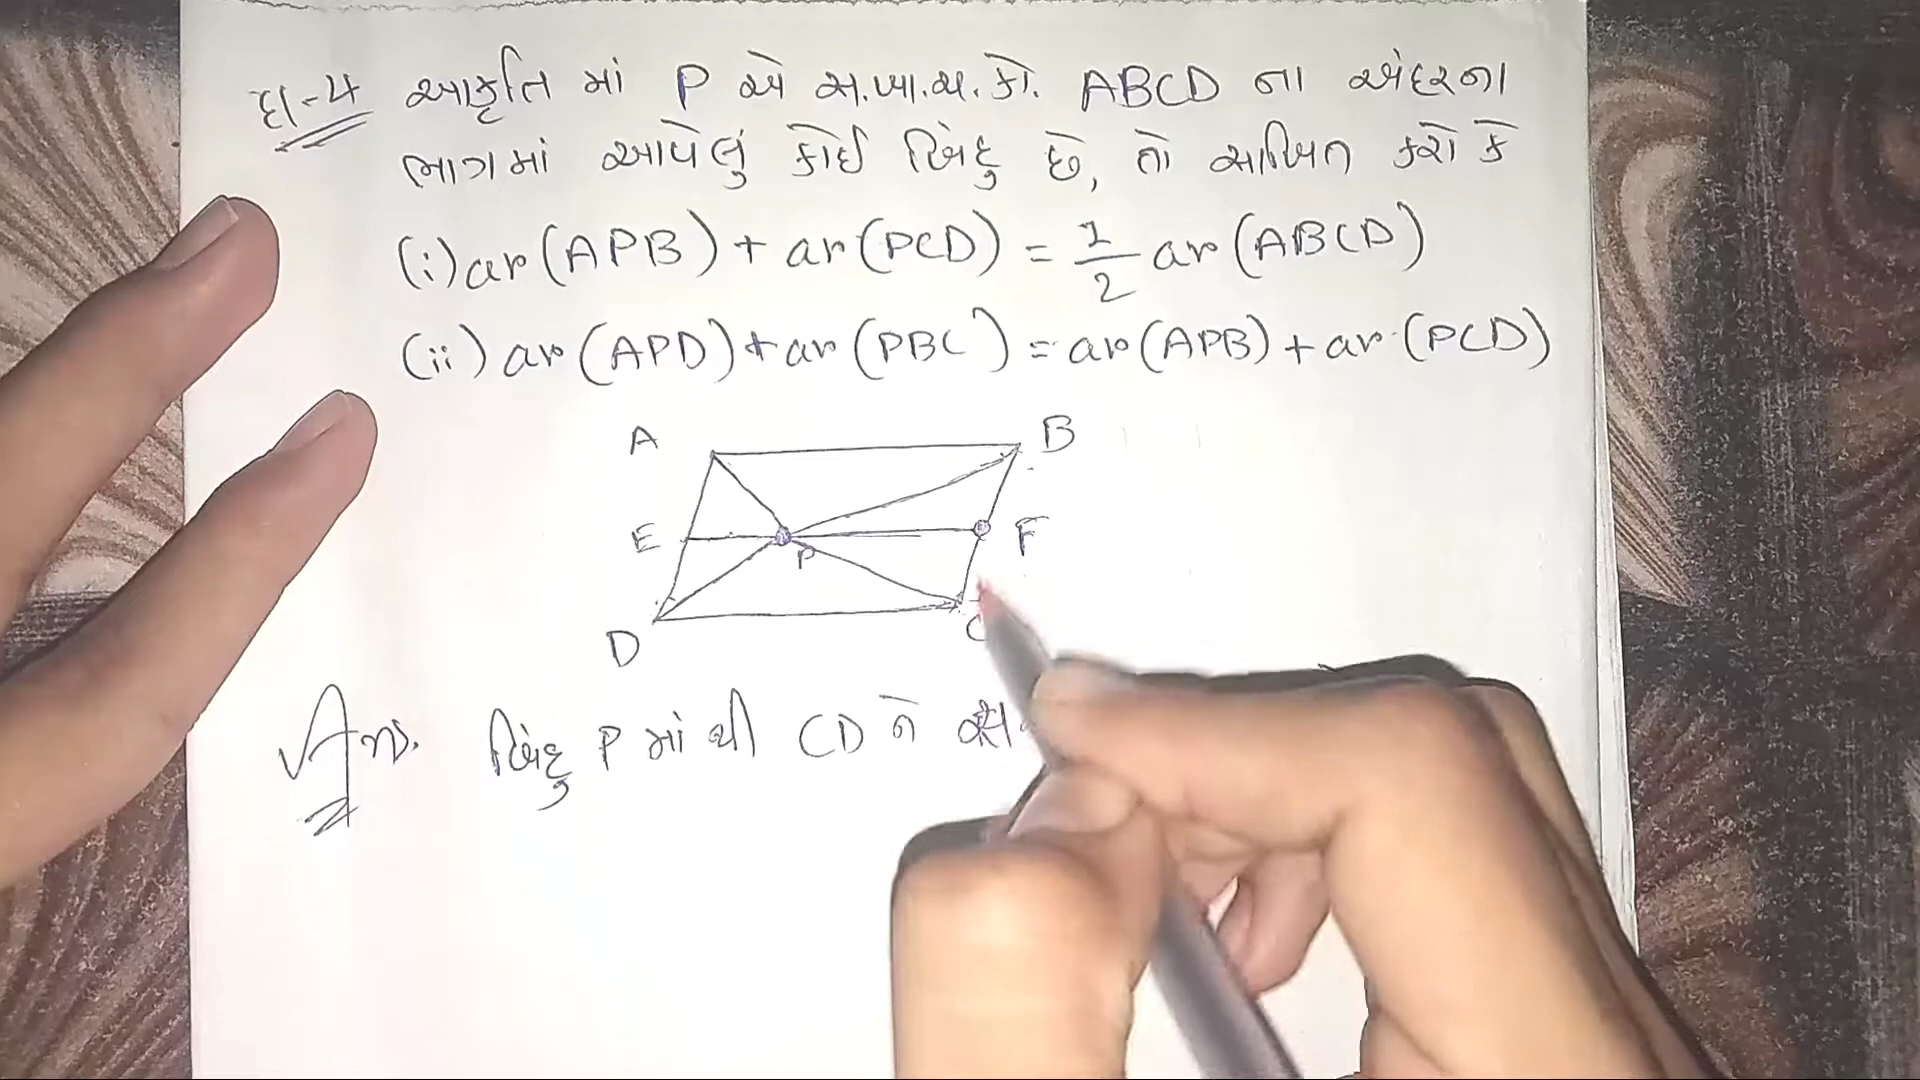 દા-4 આકૃતિ માં P એ સ.બા.ચ.કો. ABCD ના અંદરના
ભાગમાં આપેલું કોઈ બિંદુ છે, તો સાબિત કરો કે
(i) ar (APB) + ar (PCD) = 1/2 ar (ABCD)
(ii) ar (APD) + ar (PBC) = ar (APB) + ar (PCD)
A B
E P F
D C
Ans. બિંદુ P માં થી CD ને